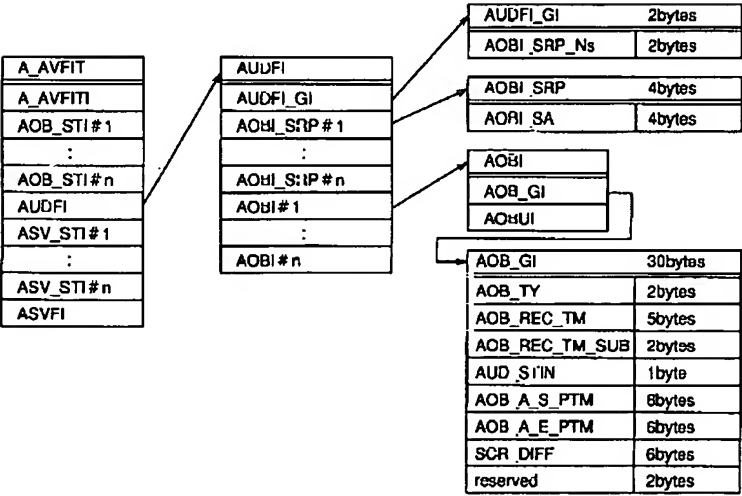 A_AVFIT
A_AVFITI
AOB_STI#1
:
AOB_STI#n
AUDFI
ASV_STI#1
:
ASV_STI#n
ASVFI
AUDFI
AUDFI_GI
AOBI_SRP#1
:
AOBI_SRP#n
AOBI#1
:
AOBI#n
AUDFI_GI 2bytes
AOBI_SRP_Ns 2bytes
AOBI_SRP 4bytes
AOBI_SA 4bytes
AOBI
AOB_GI
AOBUI
AOB_GI 30bytes
AOB_TY 2bytes
AOB_REC_TM 5bytes
AOB_REC_TM_SUB 2bytes
AUD_STIN 1byte
AOB_A_S_PTM 6bytes
AOB_A_E_PTM 6bytes
SCR_DIFF 6bytes
reserved 2bytes